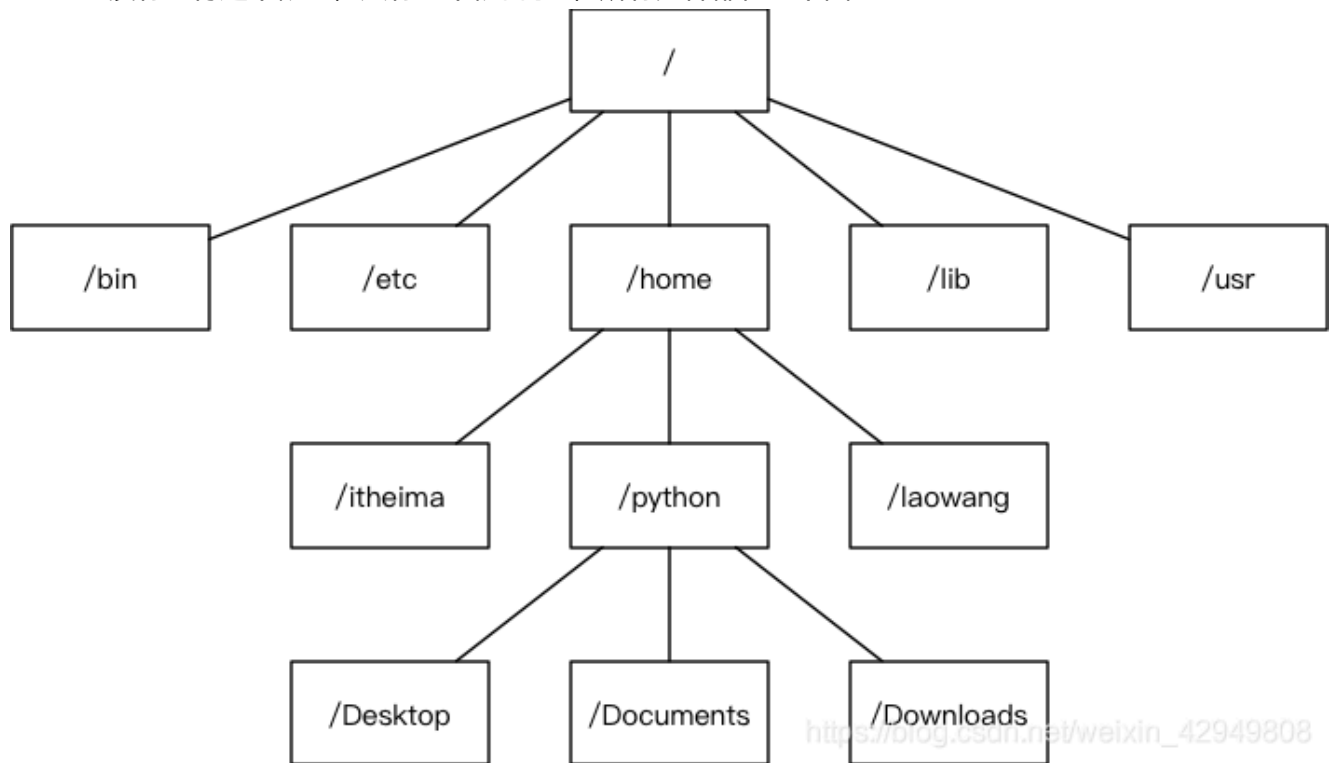 /
/bin
/etc
/home
/lib
/usr
/itheima
/python
/laowang
/Desktop
/Documents
/Downloads
https://blog.csdn.net/weixin_42949808